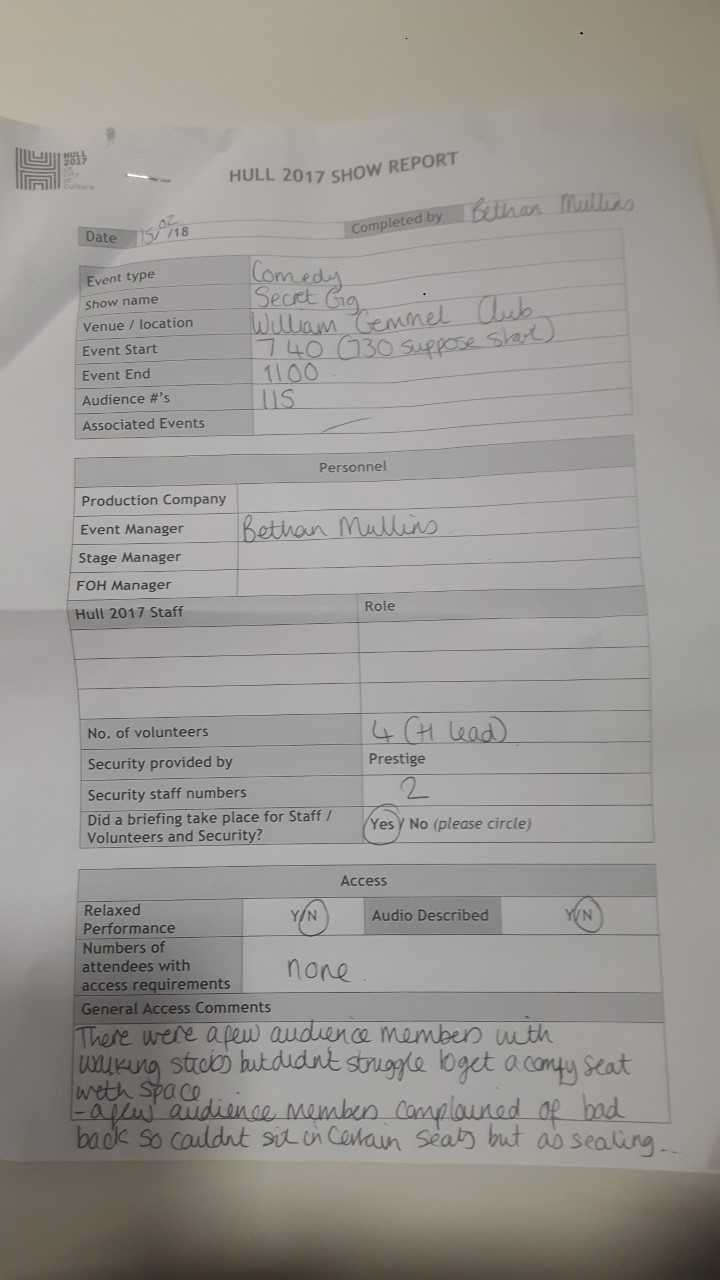 HULL
2017
HULL 2017 SHOW REPORT
Date 15/02/18 Completed by Bethan Mullins
Event type Comedy
Show name Secret Gig
Venue / location William Gemmel Club
Event Start 7 40 (730 suppose start)
Event End 1100
Audience #'s 115
Associated Events
Personnel
Production Company
Event Manager Bethan Mullins
Stage Manager
FOH Manager
Hull 2017 Staff Role
No. of volunteers 4 (+1 lead)
Security provided by Prestige
Security staff numbers 2
Did a briefing take place for Staff /
Volunteers and Security? Yes / No (please circle)
Access
Relaxed
Performance Y/N Audio Described Y/N
Numbers of
attendees with
access requirements none
General Access Comments
There were a few audience members with
walking sticks but didnt struggle to get a comfy seat
with space
- a few audience members complained of bad
back so couldnt sit in certain seats but as seating...